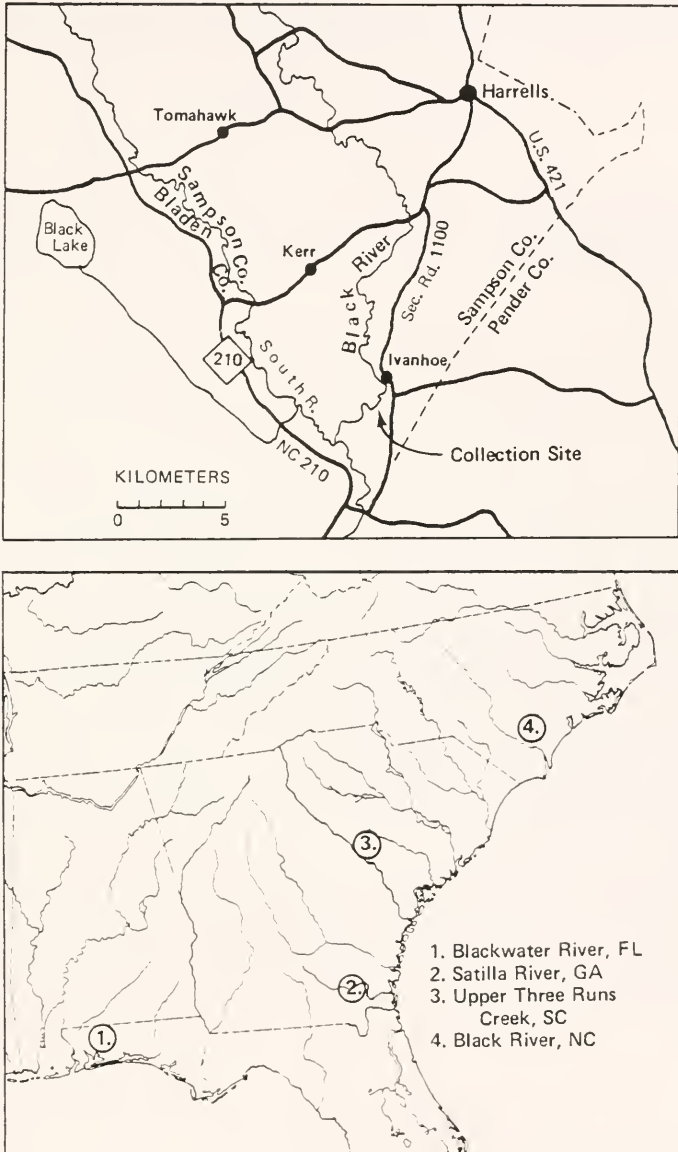 Harrells
Tomahawk
U.S. 421
Sampson Co.
Bladen Co.
Black
Lake
Kerr
Black River
Sec. Rd. 1100
Sampson Co.
Pender Co.
210
South R.
Ivanhoe
NC 210
Collection Site
KILOMETERS
0 5
4.
3.
1. Blackwater River, FL
2. Satilla River, GA
3. Upper Three Runs
Creek, SC
4. Black River, NC
2.
1.